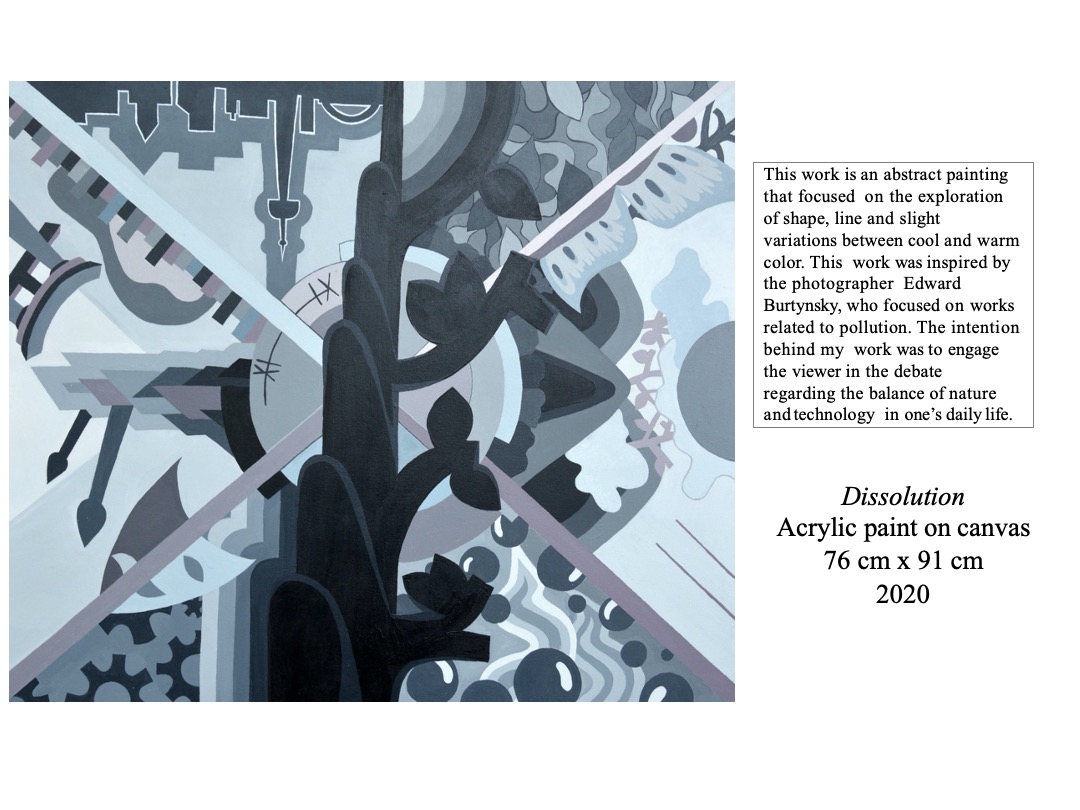 This work is an abstract painting
that focused on the exploration
of shape, line and slight
variations between cool and warm
color. This work was inspired by
the photographer Edward
Burtynsky, who focused on works
related to pollution. The intention
behind my work was to engage
the viewer in the debate
regarding the balance of nature
and technology in one’s daily life.
Dissolution
Acrylic paint on canvas
76 cm x 91 cm
2020